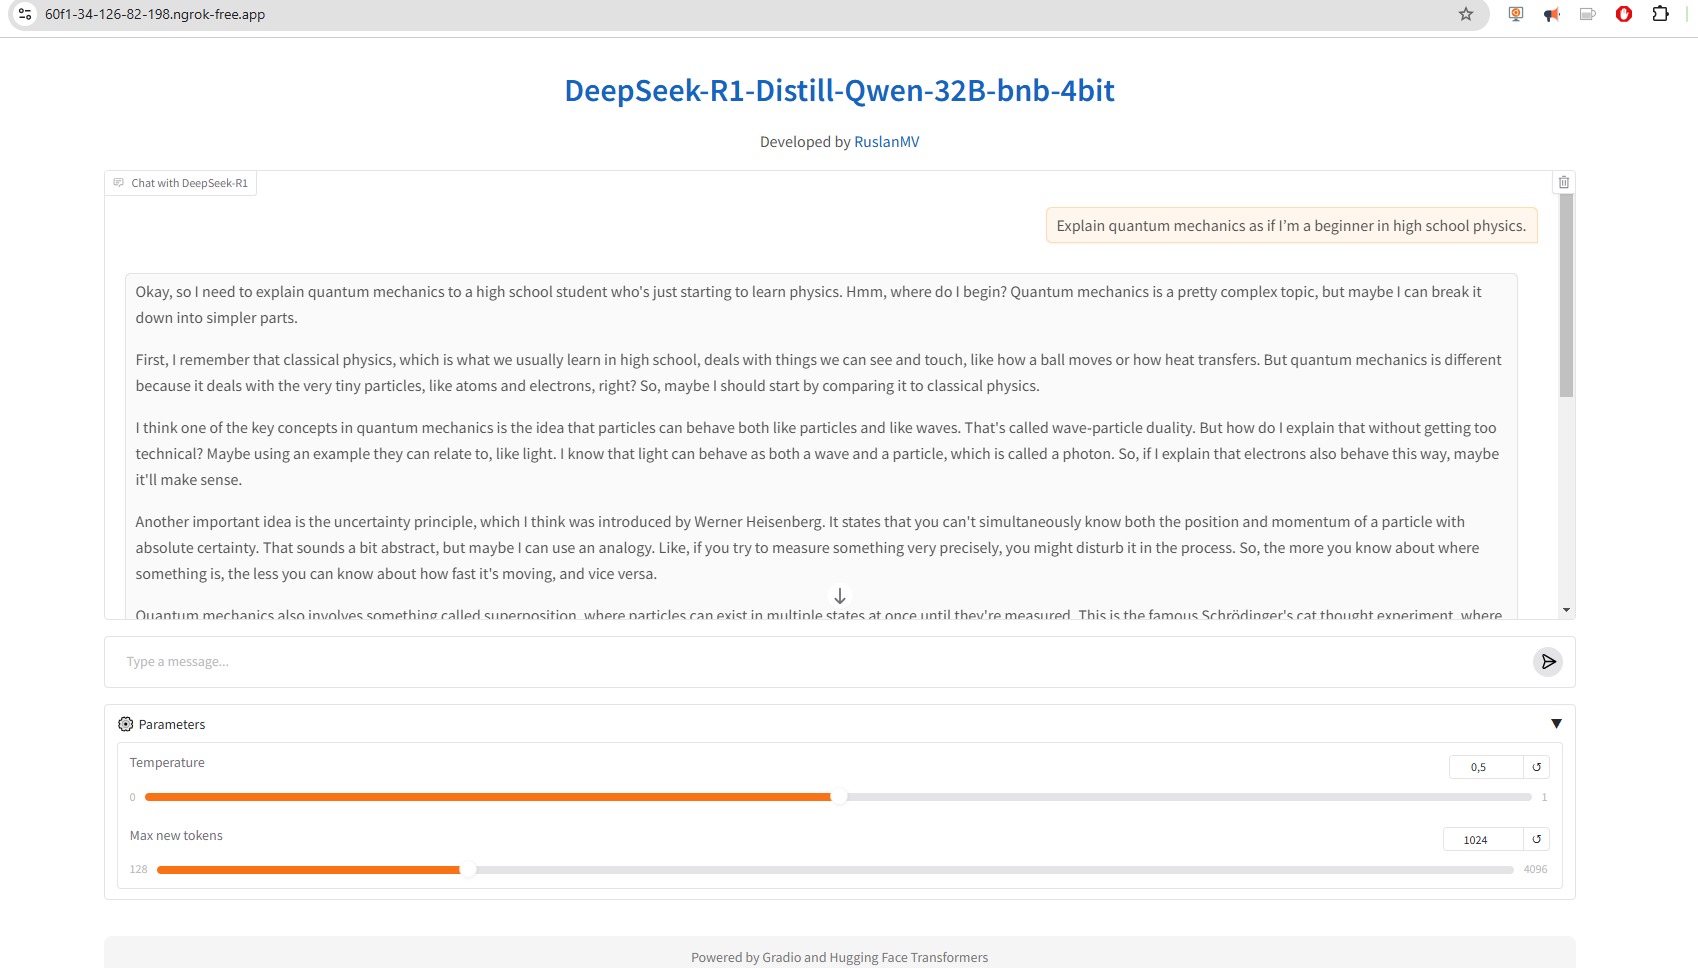 60f1-34-126-82-198.ngrok-free.app
DeepSeek-R1-Distill-Qwen-32B-bnb-4bit
Developed by RuslanMV
Chat with DeepSeek-R1
Explain quantum mechanics as if I’m a beginner in high school physics.
Okay, so I need to explain quantum mechanics to a high school student who's just starting to learn physics. Hmm, where do I begin? Quantum mechanics is a pretty complex topic, but maybe I can break it
down into simpler parts.
First, I remember that classical physics, which is what we usually learn in high school, deals with things we can see and touch, like how a ball moves or how heat transfers. But quantum mechanics is different
because it deals with the very tiny particles, like atoms and electrons, right? So, maybe I should start by comparing it to classical physics.
I think one of the key concepts in quantum mechanics is the idea that particles can behave both like particles and like waves. That's called wave-particle duality. But how do I explain that without getting too
technical? Maybe using an example they can relate to, like light. I know that light can behave as both a wave and a particle, which is called a photon. So, if I explain that electrons also behave this way, maybe
it'll make sense.
Another important idea is the uncertainty principle, which I think was introduced by Werner Heisenberg. It states that you can't simultaneously know both the position and momentum of a particle with
absolute certainty. That sounds a bit abstract, but maybe I can use an analogy. Like, if you try to measure something very precisely, you might disturb it in the process. So, the more you know about where
something is, the less you can know about how fast it's moving, and vice versa.
Quantum mechanics also involves something called superposition, where particles can exist in multiple states at once until they're measured. This is the famous Schrödinger's cat thought experiment, where
Type a message...
Parameters
Temperature
0,5
0
1
Max new tokens
1024
128
4096
Powered by Gradio and Hugging Face Transformers